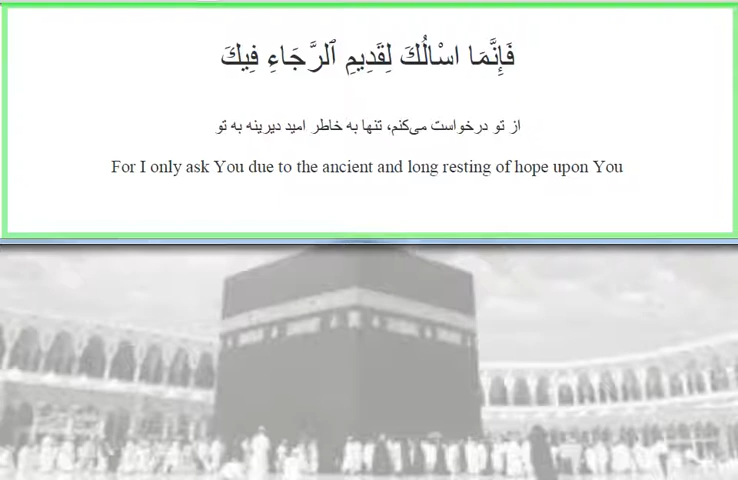 فَإِنَّمَا اسْالُكَ لِقَدِيمِ ٱلرَّجَاءِ فِيكَ
از تو درخواست می‌کنم، تنها به خاطر امید دیرینه به تو
For I only ask You due to the ancient and long resting of hope upon You